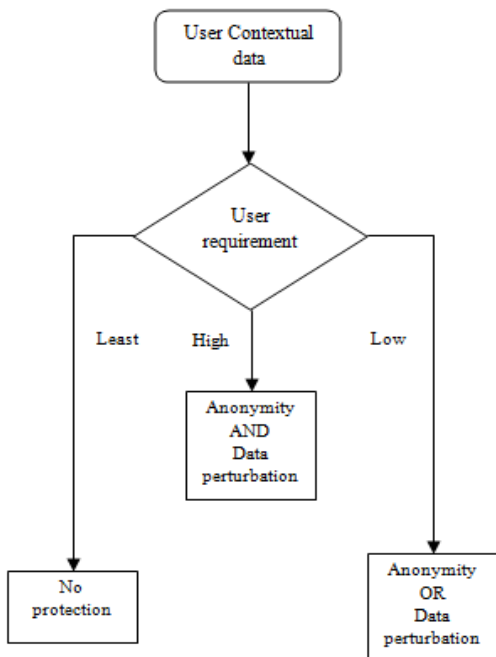 User Contextual
data
User
requirement
Least
High
Low
Anonymity
AND
Data
perturbation
No
protection
Anonymity
OR
Data
perturbation